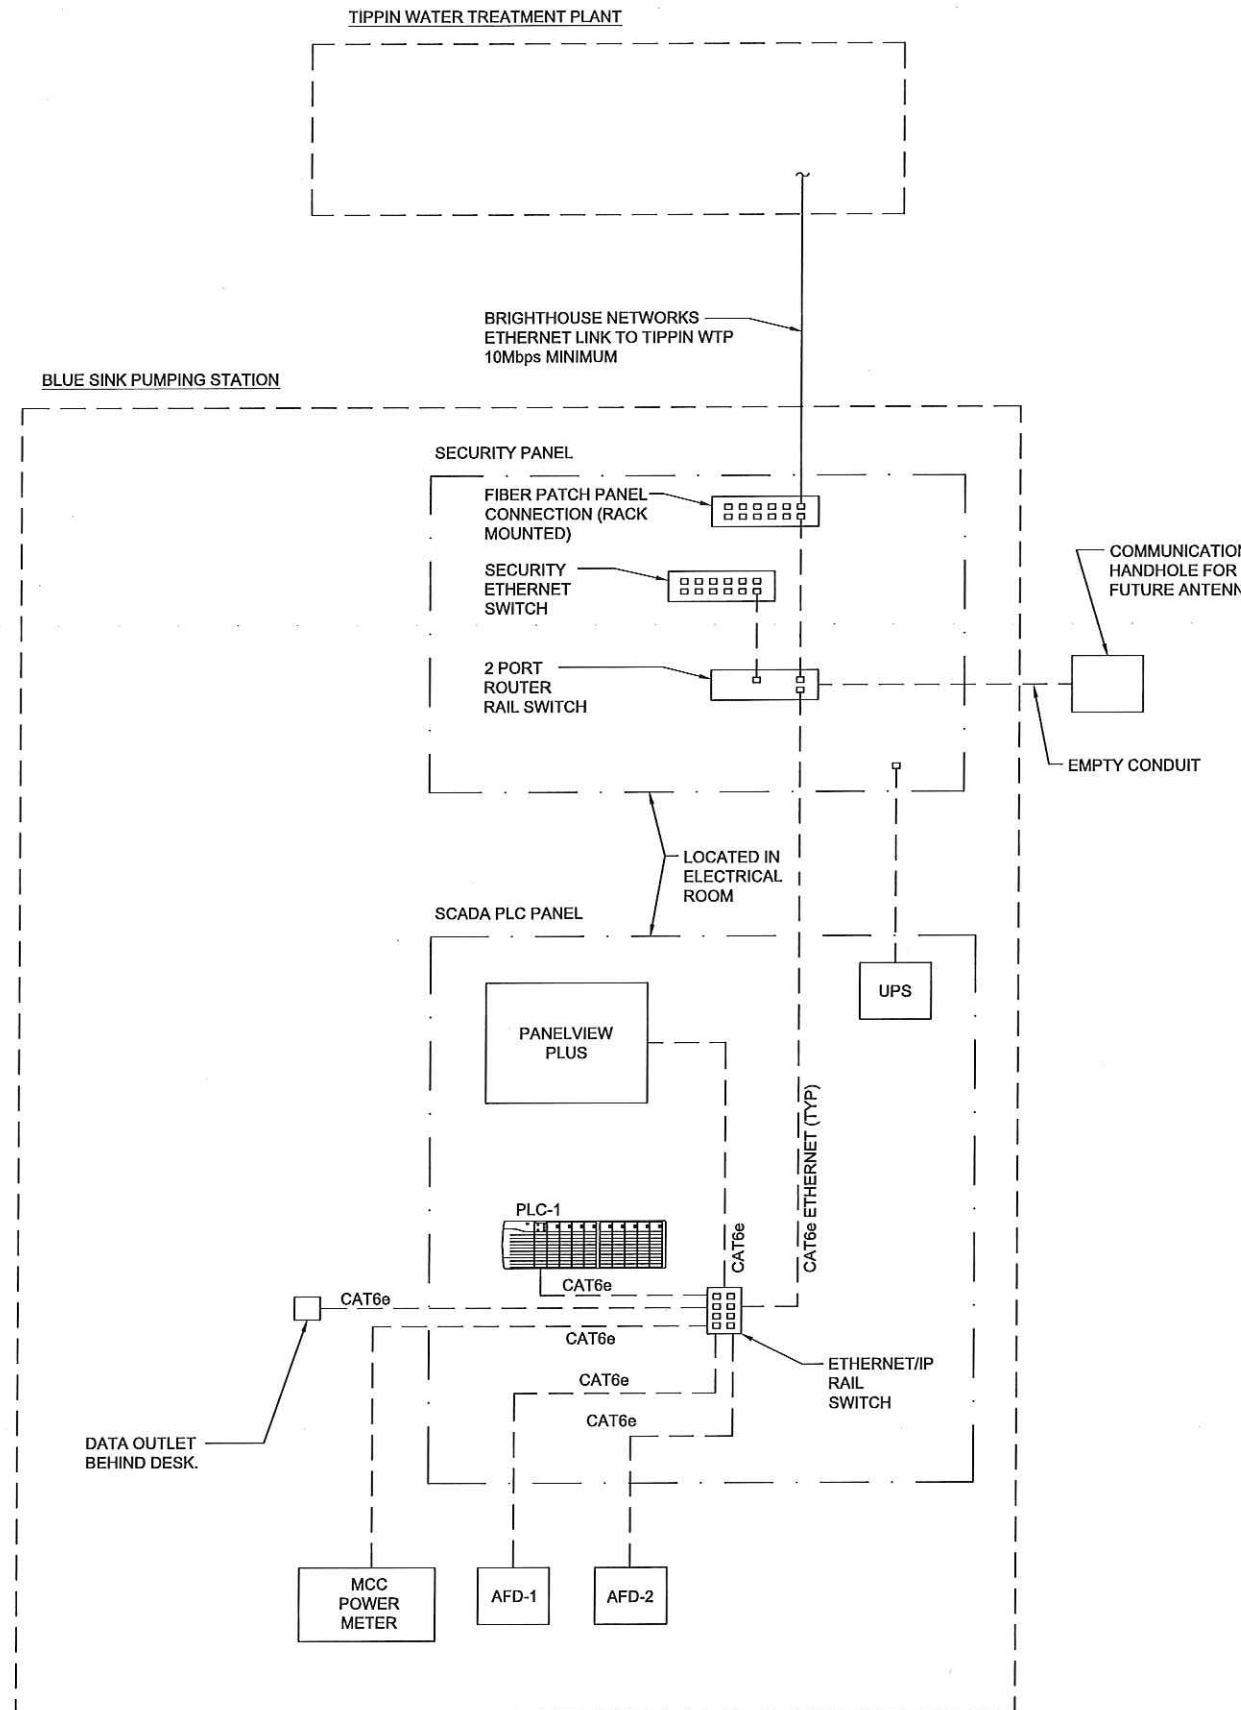 TIPPIN WATER TREATMENT PLANT
BRIGHTHOUSE NETWORKS
ETHERNET LINK TO TIPPIN WTP
10Mbps MINIMUM
BLUE SINK PUMPING STATION
SECURITY PANEL
FIBER PATCH PANEL
CONNECTION (RACK
MOUNTED)
SECURITY
ETHERNET
SWITCH
COMMUNICATION
HANDHOLE FOR
FUTURE ANTENN
2 PORT
ROUTER
RAIL SWITCH
EMPTY CONDUIT
LOCATED IN
ELECTRICAL
ROOM
SCADA PLC PANEL
UPS
PANELVIEW
PLUS
CAT6e ETHERNET (TYP)
PLC-1
CAT6e
CAT6e
CAT6e
CAT6e
ETHERNET/IP
RAIL
SWITCH
CAT6e
CAT6e
DATA OUTLET
BEHIND DESK.
MCC
POWER
METER
AFD-1
AFD-2